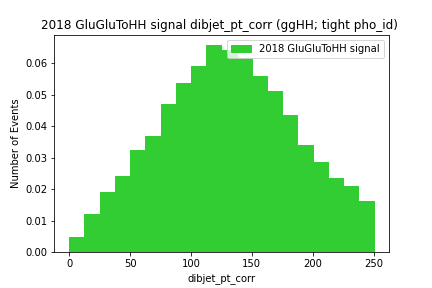 2018 GluGluToHH signal dibjet_pt_corr (ggHH; tight pho_id)
2018 GluGluToHH signal
Number of Events
0.06
0.05
0.04
0.03
0.02
0.01
0.00
0 50 100 150 200 250
dibjet_pt_corr